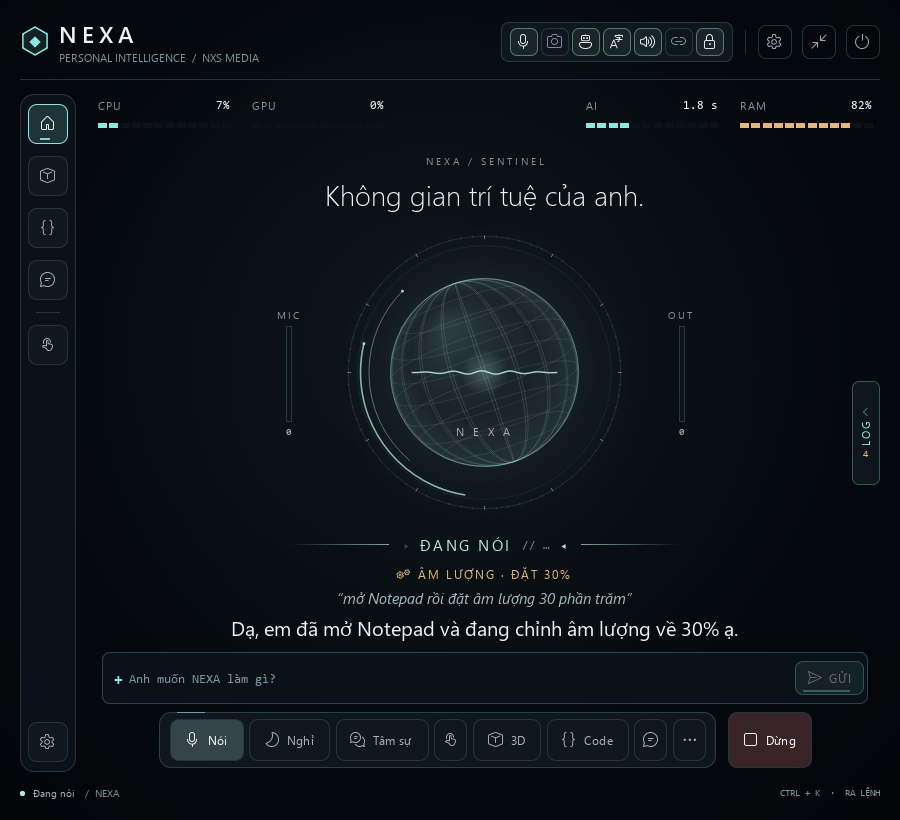 NEXA
PERSONAL INTELLIGENCE / NXS MEDIA
CPU 7%
GPU 0%
AI 1.8 s
RAM 82%
NEXA / SENTINEL
Không gian trí tuệ của anh.
MIC
OUT
NEXA
0
0
LOG
4
ĐANG NÓI // …
ÂM LƯỢNG · ĐẶT 30%
“mở Notepad rồi đặt âm lượng 30 phần trăm”
Dạ, em đã mở Notepad và đang chỉnh âm lượng về 30% ạ.
+ Anh muốn NEXA làm gì?
GỬI
Nói
Nghỉ
Tâm sự
3D
{} Code
Dừng
Đang nói / NEXA
CTRL + K · RA LỆNH